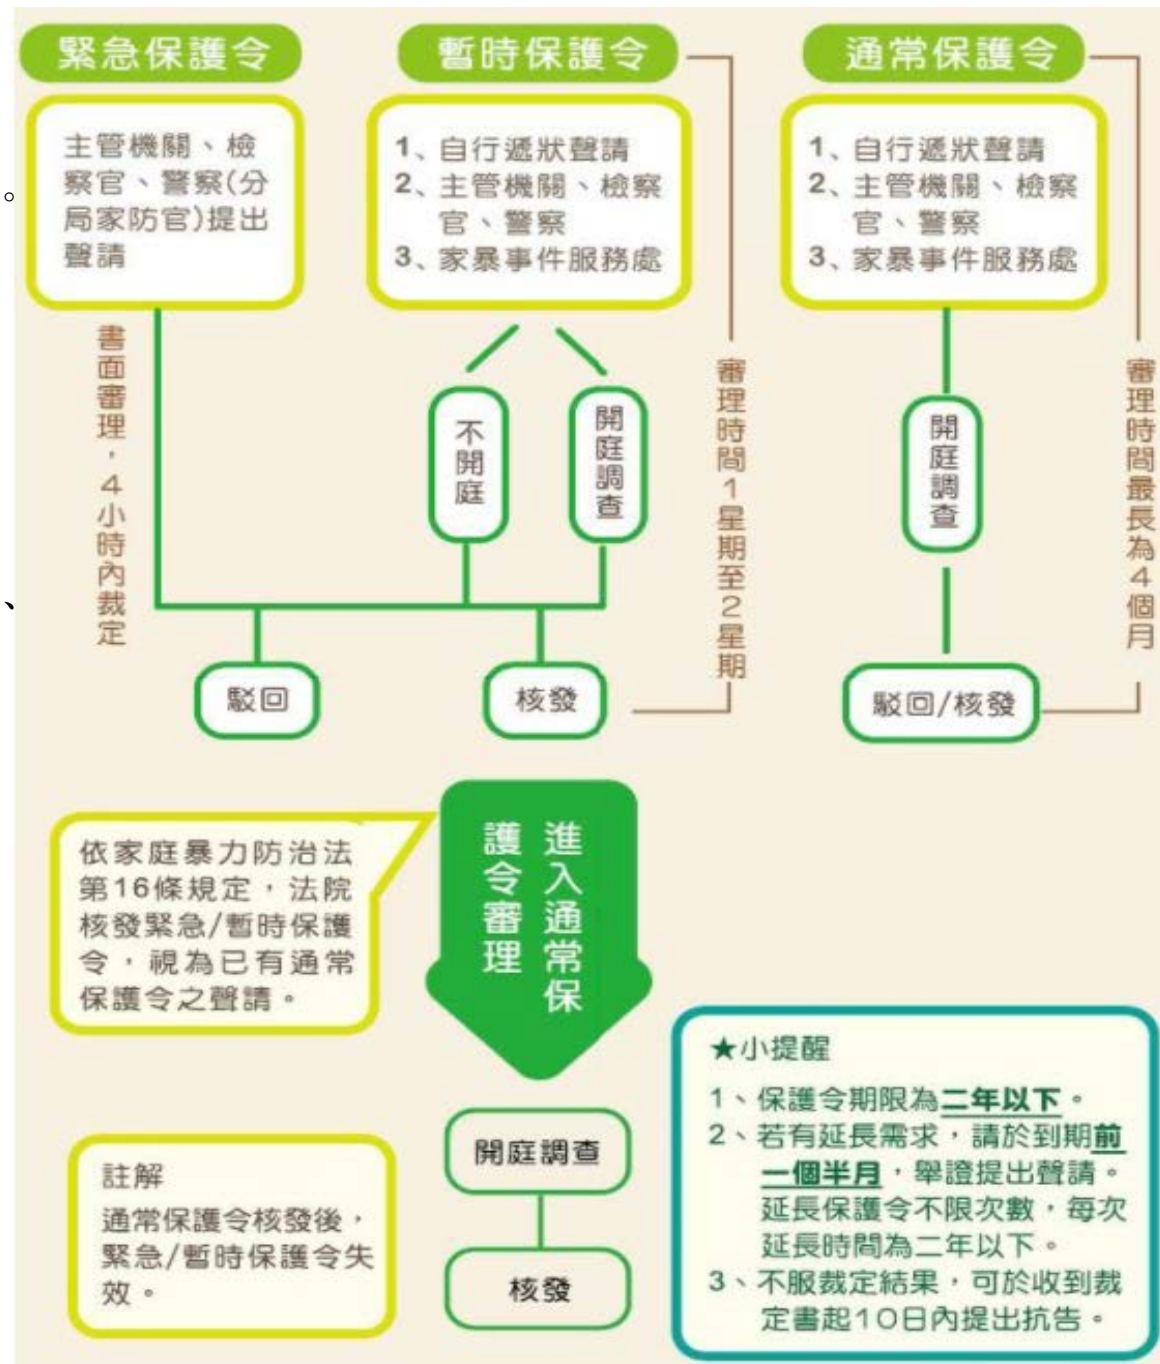 緊急保護令
主管機關、檢
察官、警察(分
局家防官)提出
聲請
書面審理，4小時內裁定
暫時保護令
1、自行遞狀聲請
2、主管機關、檢察
官、警察
3、家暴事件服務處
不開庭
開庭調查
審理時間1星期至2星期
駁回
核發
通常保護令
1、自行遞狀聲請
2、主管機關、檢察
官、警察
3、家暴事件服務處
開庭調查
審理時間最長為4個月
駁回/核發
。
、
進入通常保
護令審理
依家庭暴力防治法
第16條規定，法院
核發緊急/暫時保護
令，視為已有通常
保護令之聲請。
開庭調查
核發
註解
通常保護令核發後，
緊急/暫時保護令失
效。
★小提醒
1、保護令期限為二年以下。
2、若有延長需求，請於到期前
一個半月，舉證提出聲請。
延長保護令不限次數，每次
延長時間為二年以下。
3、不服裁定結果，可於收到裁
定書起10日內提出抗告。